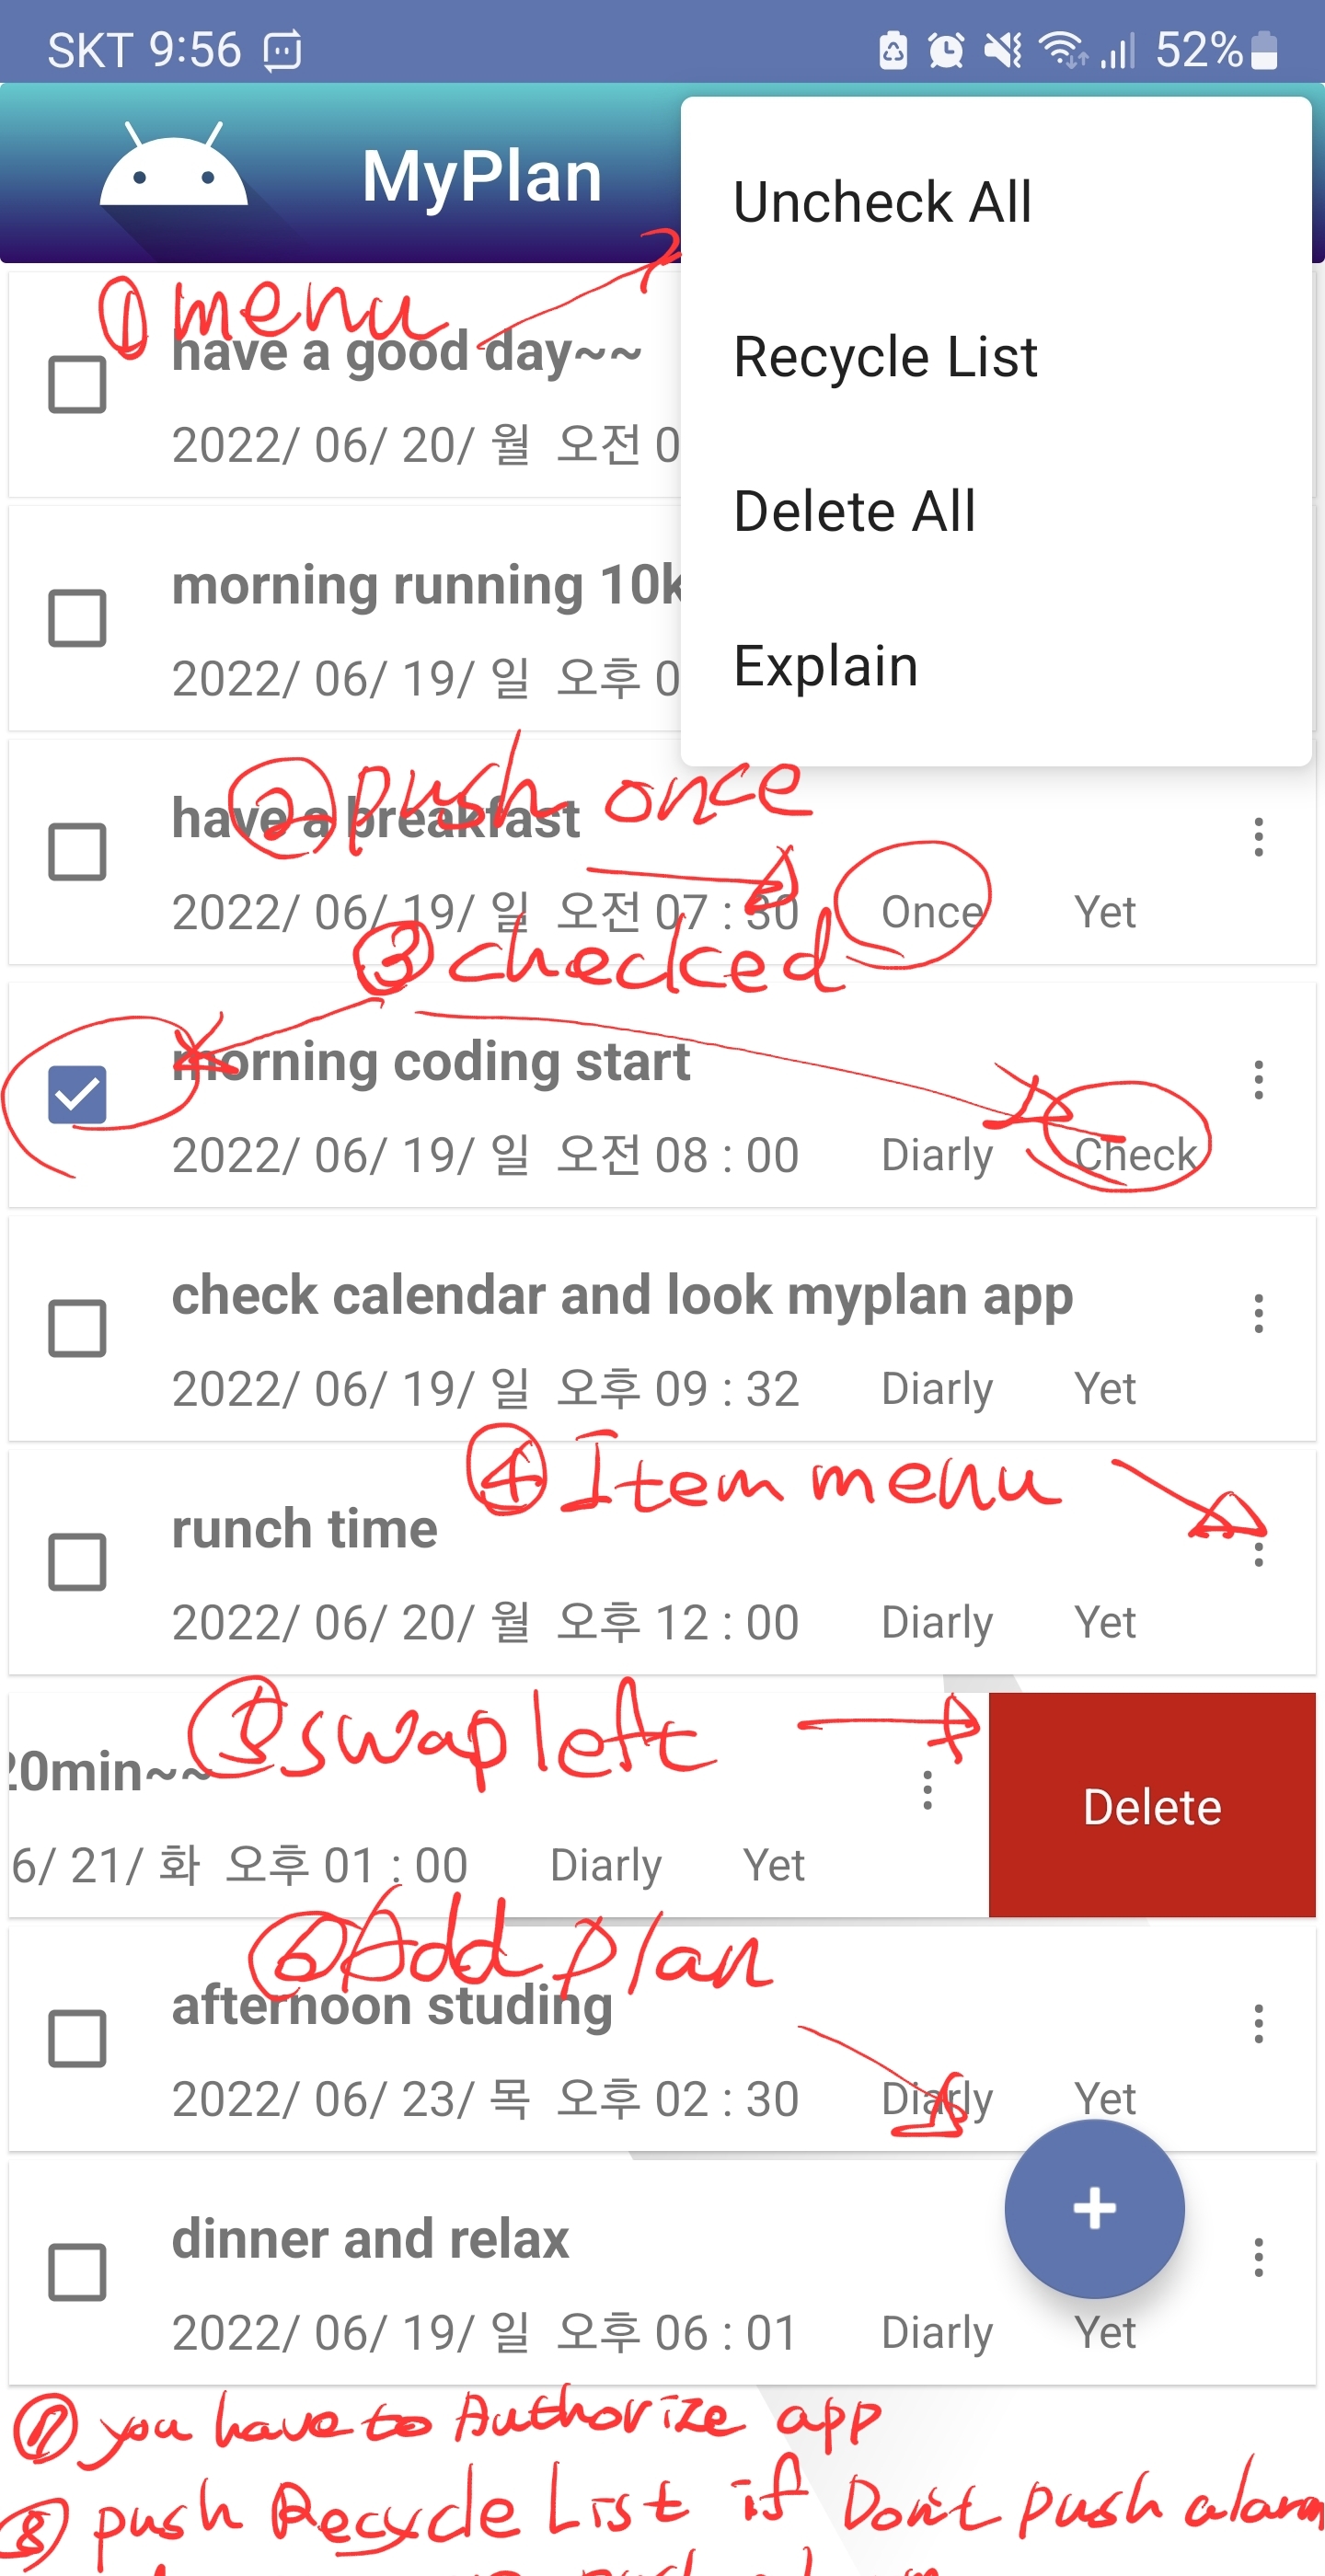 SKT 9:56 52%
MyPlan
Uncheck All
Recycle List
Delete All
Explain
① menu
have a good day~~
2022/ 06/ 20/ 월 오전 0
morning running 10k
2022/ 06/ 19/ 일 오후 0
② push once
have a breakfast
2022/ 06/ 19/ 일 오전 07 : 30 Once Yet
③ checked
morning coding start
2022/ 06/ 19/ 일 오전 08 : 00 Diarly Check
check calendar and look myplan app
2022/ 06/ 19/ 일 오후 09 : 32 Diarly Yet
④ Item menu
runch time
2022/ 06/ 20/ 월 오후 12 : 00 Diarly Yet
⑤ swap left
20min~~
Delete
6/ 21/ 화 오후 01 : 00 Diarly Yet
⑥ Add plan
afternoon studing
2022/ 06/ 23/ 목 오후 02 : 30 Diarly Yet
+
dinner and relax
2022/ 06/ 19/ 일 오후 06 : 01 Diarly Yet
⑦ you have to Authorize app
⑧ push Recycle List if Don't push alarm